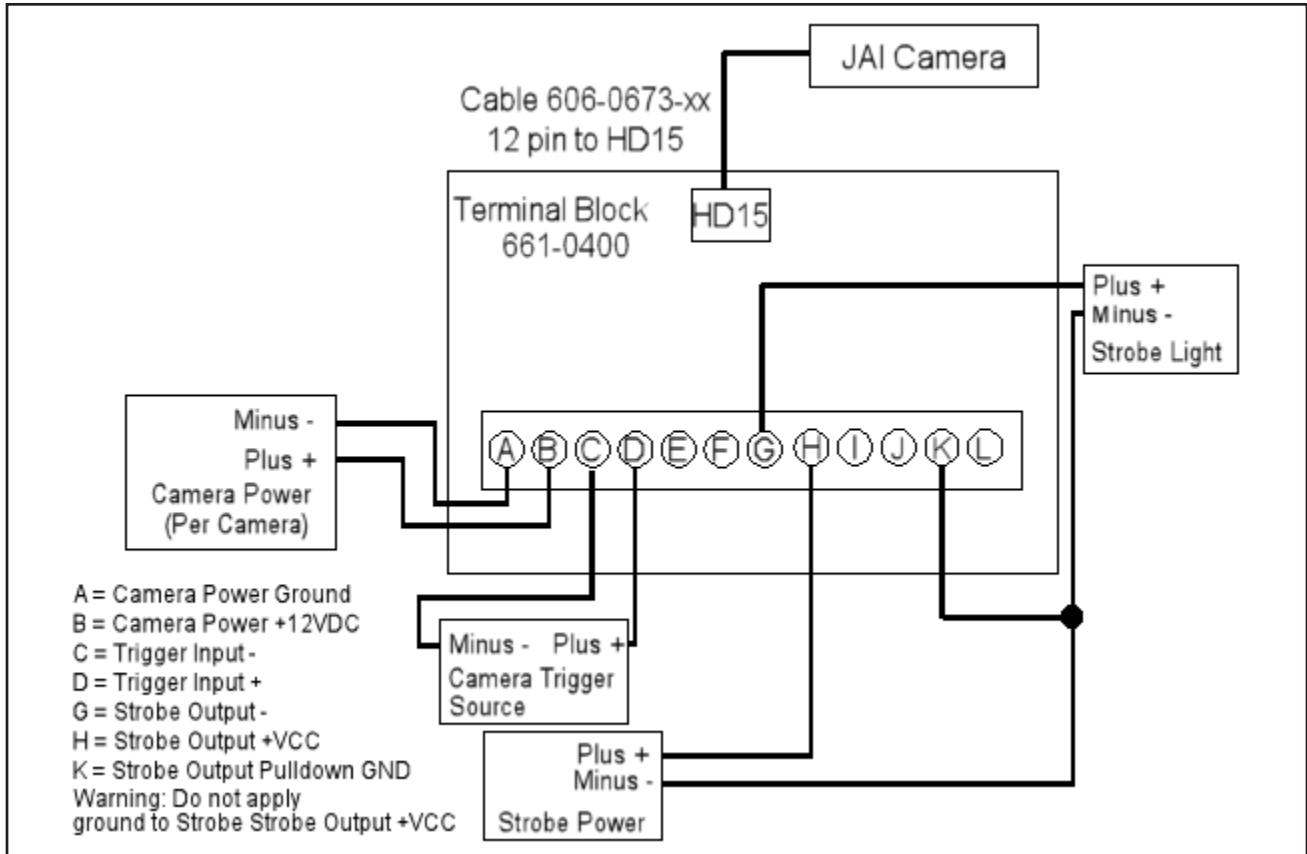 JAI Camera
Cable 606-0673-xx
12 pin to HD15
Terminal Block
661-0400
HD15
Plus +
Minus -
Strobe Light
Minus -
Plus +
Camera Power
(Per Camera)
A B C D E F G H I J K L
A = Camera Power Ground
B = Camera Power +12VDC
C = Trigger Input -
D = Trigger Input +
G = Strobe Output -
H = Strobe Output +VCC
K = Strobe Output Pulldown GND
Warning: Do not apply
ground to Strobe Strobe Output +VCC
Minus - Plus +
Camera Trigger
Source
Plus +
Minus -
Strobe Power